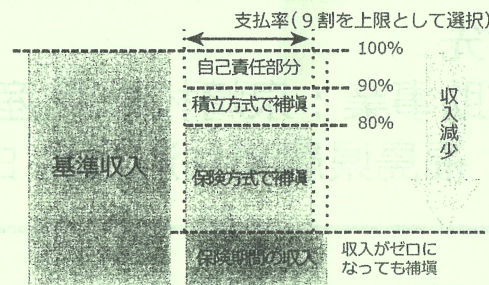 支払率(9割を上限として選択)
100%
自己責任部分
90%
積立方式で補塡
80%
収入減少
基準収入
保険方式で補塡
保険期間の収入
収入がゼロに
なっても補塡